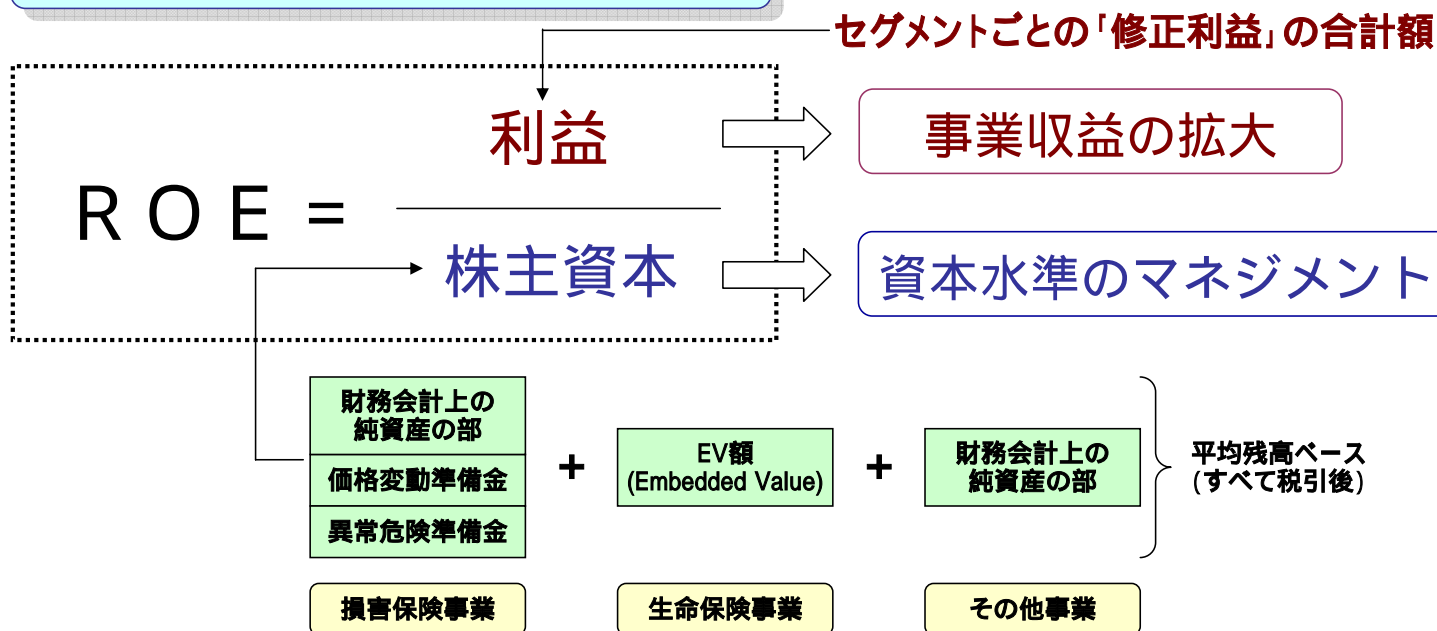 セグメントごとの「修正利益」の合計額
利益
事業収益の拡大
ROE =
株主資本
資本水準のマネジメント
財務会計上の
純資産の部
価格変動準備金
異常危険準備金
+
EV額
(Embedded Value)
+
財務会計上の
純資産の部
平均残高ベース
(すべて税引後)
損害保険事業
生命保険事業
その他事業